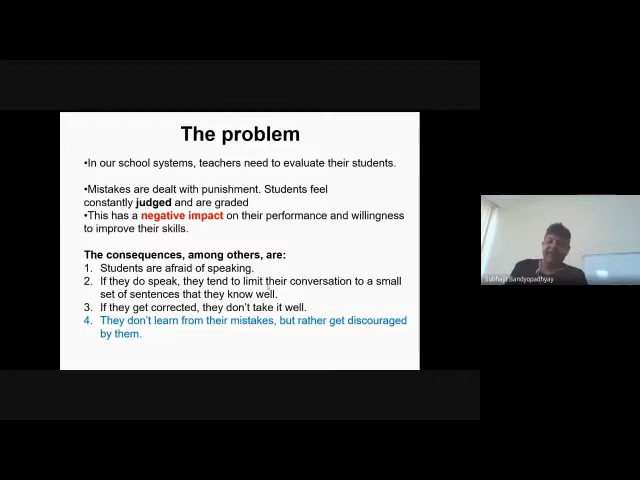 The problem
•In our school systems, teachers need to evaluate their students.
•Mistakes are dealt with punishment. Students feel
constantly judged and are graded
•This has a negative impact on their performance and willingness
to improve their skills.
The consequences, among others, are:
1. Students are afraid of speaking.
2. If they do speak, they tend to limit their conversation to a small
set of sentences that they know well.
3. If they get corrected, they don't take it well.
4. They don't learn from their mistakes, but rather get discouraged
by them.
Subhajit Bandyopadhyay